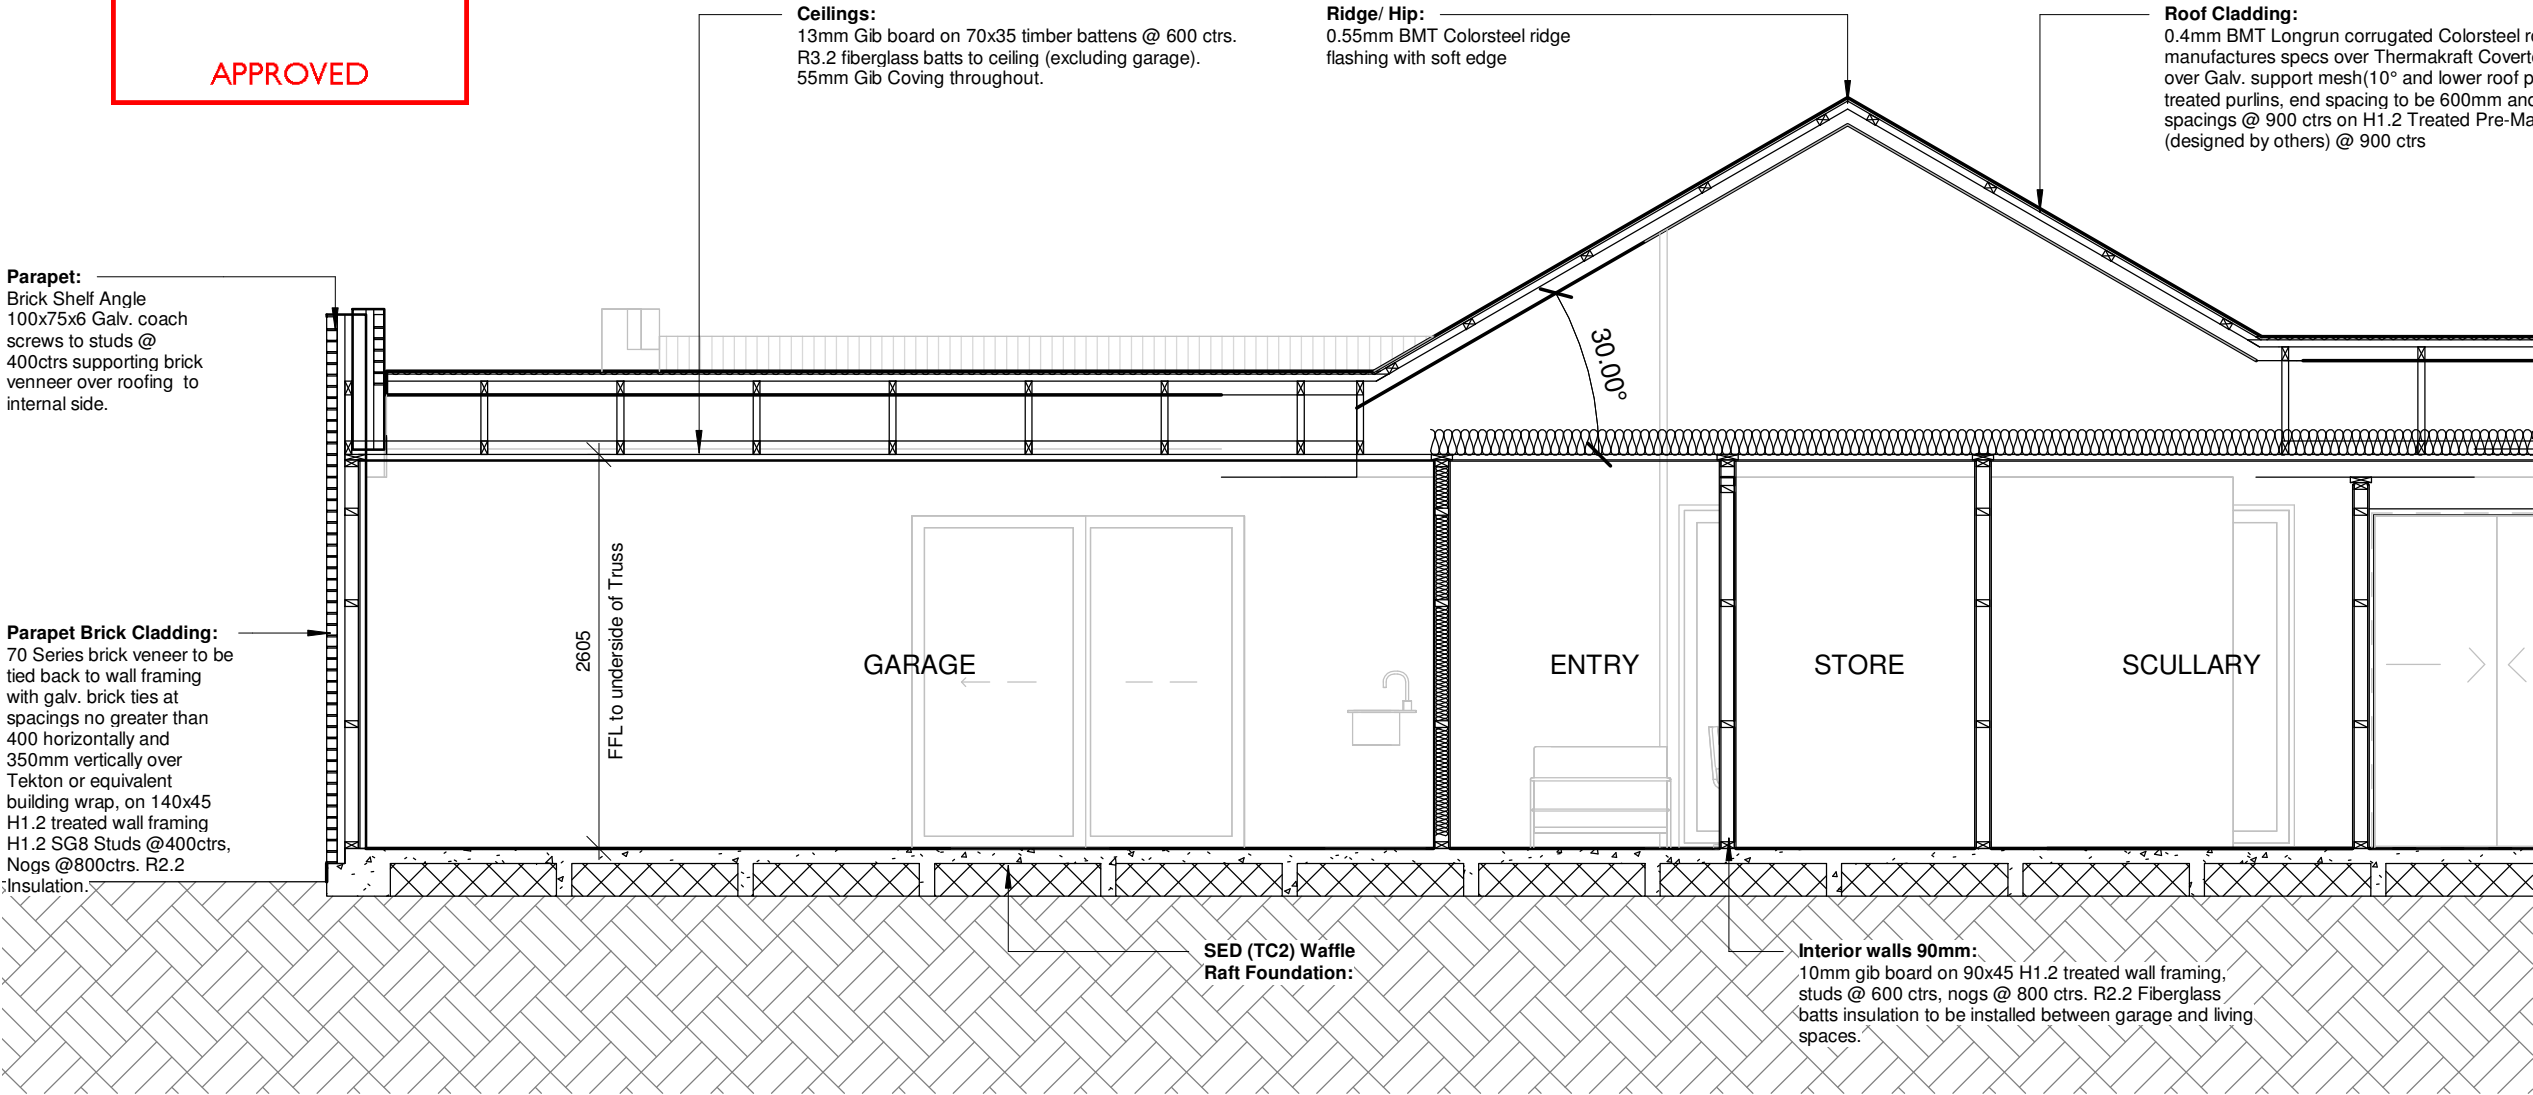 APPROVED
Ceilings:
13mm Gib board on 70x35 timber battens @ 600 ctrs.
R3.2 fiberglass batts to ceiling (excluding garage).
55mm Gib Coving throughout.
Ridge/ Hip:
0.55mm BMT Colorsteel ridge
flashing with soft edge
Roof Cladding:
0.4mm BMT Longrun corrugated Colorsteel
manufactures specs over Thermakraft
over Galv. support mesh(10° and lower roof
treated purlins, end spacing to be 600mm
spacings @ 900 ctrs on H1.2 Treated
(designed by others) @ 900 ctrs
Parapet:
Brick Shelf Angle
100x75x6 Galv. coach
screws to studs @
400ctrs supporting brick
venneer over roofing to
internal side.
30.00°
Parapet Brick Cladding:
70 Series brick veneer to be
tied back to wall framing
with galv. brick ties at
spacings no greater than
400 horizontally and
350mm vertically over
Tekton or equivalent
building wrap, on 140x45
H1.2 treated wall framing
H1.2 SG8 Studs @400ctrs,
Nogs @800ctrs. R2.2
Insulation.
2605
FFL to underside of Truss
GARAGE
ENTRY
STORE
SCULLARY
SED (TC2) Waffle
Raft Foundation:
Interior walls 90mm:
10mm gib board on 90x45 H1.2 treated wall framing,
studs @ 600 ctrs, nogs @ 800 ctrs. R2.2 Fiberglass
batts insulation to be installed between garage and living
spaces.